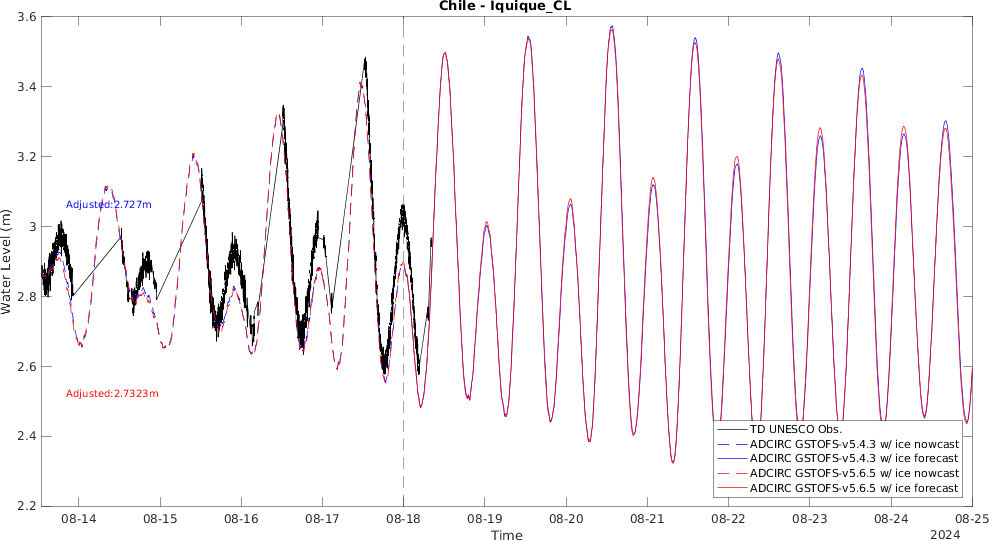 Chile - Iquique_CL
3.6
3.4
3.2
3
2.8
2.6
2.4
2.2
Water Level (m)
Adjusted:2.727m
Adjusted:2.7323m
TD UNESCO Obs.
ADCIRC GSTOFS-v5.4.3 w/ ice nowcast
ADCIRC GSTOFS-v5.4.3 w/ ice forecast
ADCIRC GSTOFS-v5.6.5 w/ ice nowcast
ADCIRC GSTOFS-v5.6.5 w/ ice forecast
08-14 08-15 08-16 08-17 08-18 08-19 08-20 08-21 08-22 08-23 08-24 08-25
Time
2024